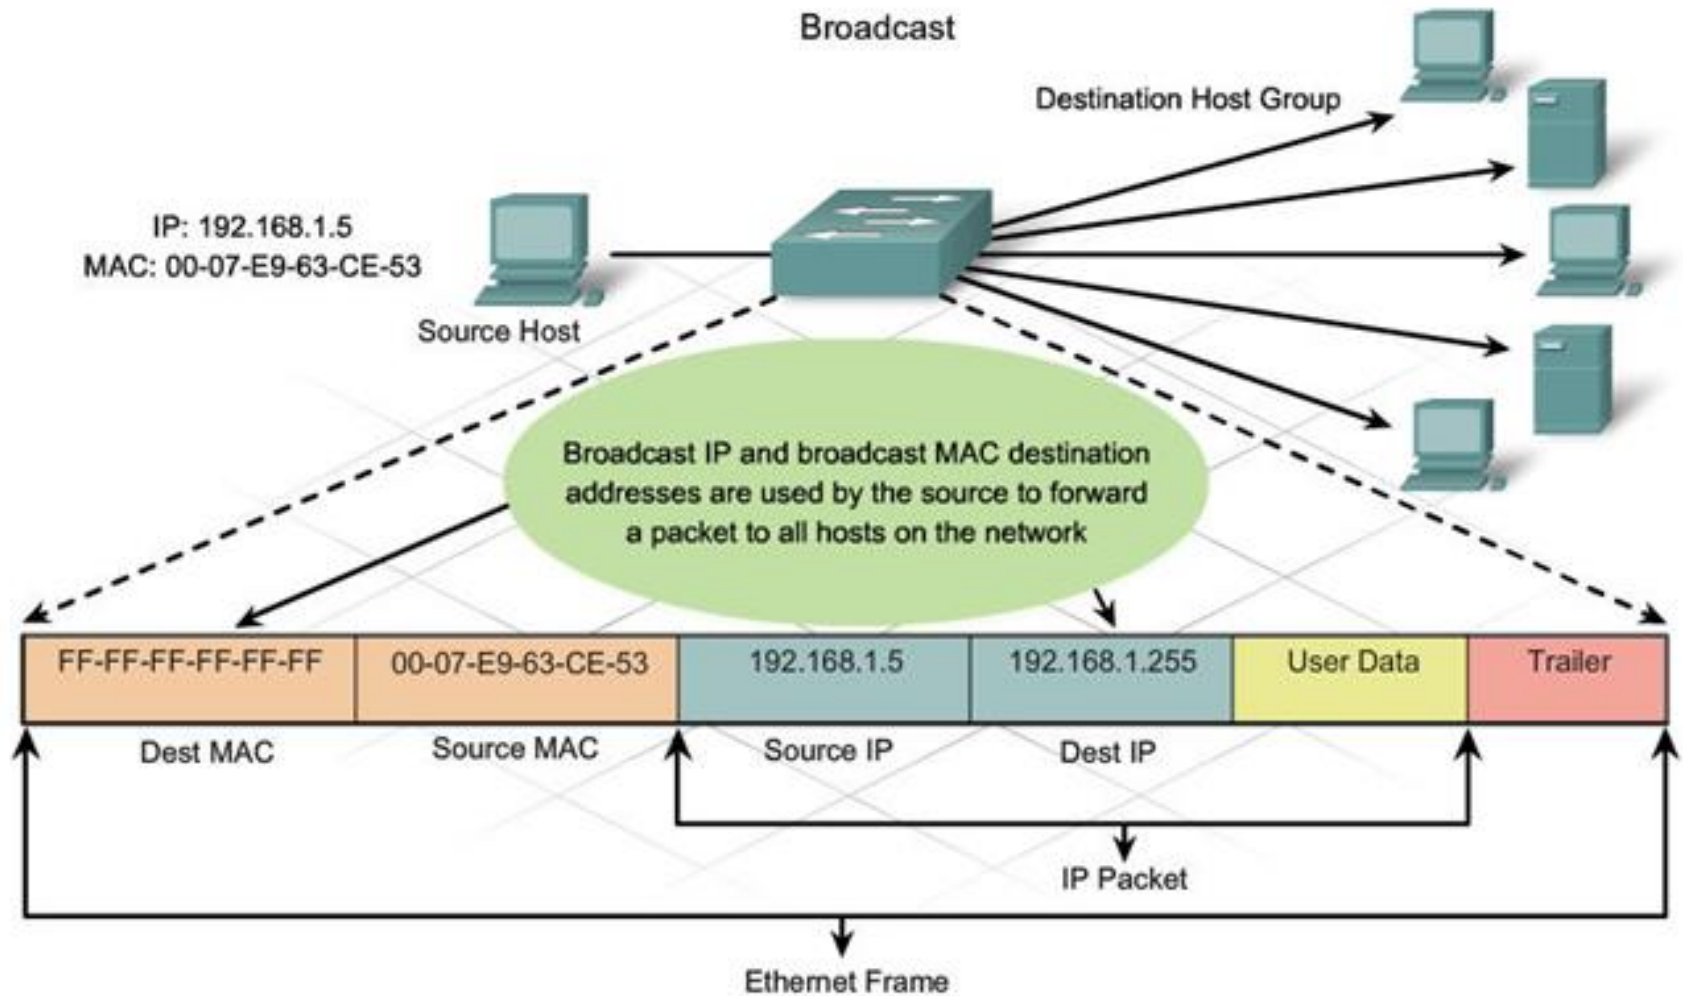 Broadcast
Destination Host Group
IP: 192.168.1.5
MAC: 00-07-E9-63-CE-53
Source Host
Broadcast IP and broadcast MAC destination
addresses are used by the source to forward
a packet to all hosts on the network
FF-FF-FF-FF-FF-FF
00-07-E9-63-CE-53
192.168.1.5
192.168.1.255
User Data
Trailer
Dest MAC
Source MAC
Source IP
Dest IP
IP Packet
Ethernet Frame